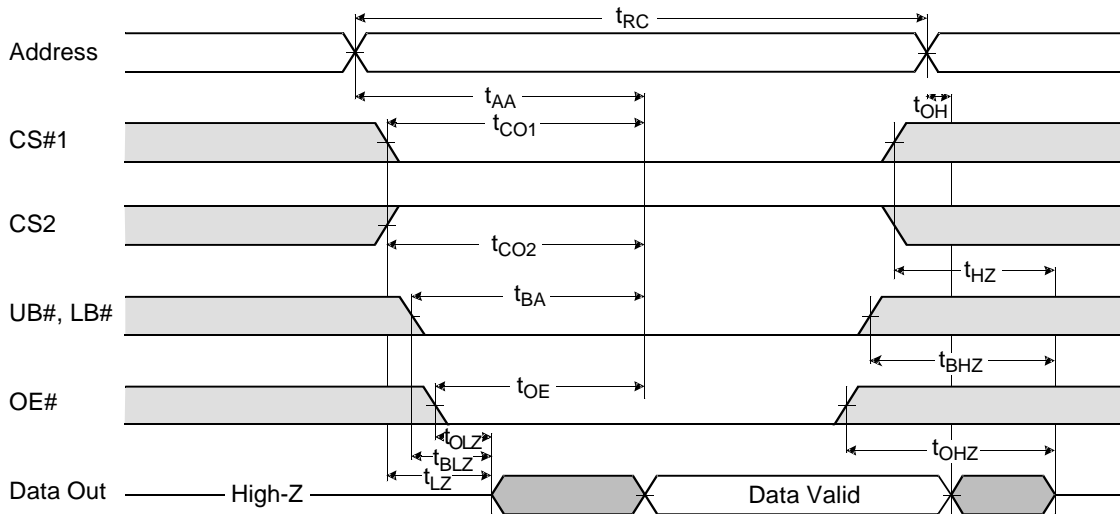 tRC
Address
tAA
tOH
CS#1
tCO1
CS2
tCO2
tHZ
UB#, LB#
tBA
tBHZ
OE#
tOE
tOLZ
tOHZ
tBLZ
tLZ
Data Out
High-Z
Data Valid